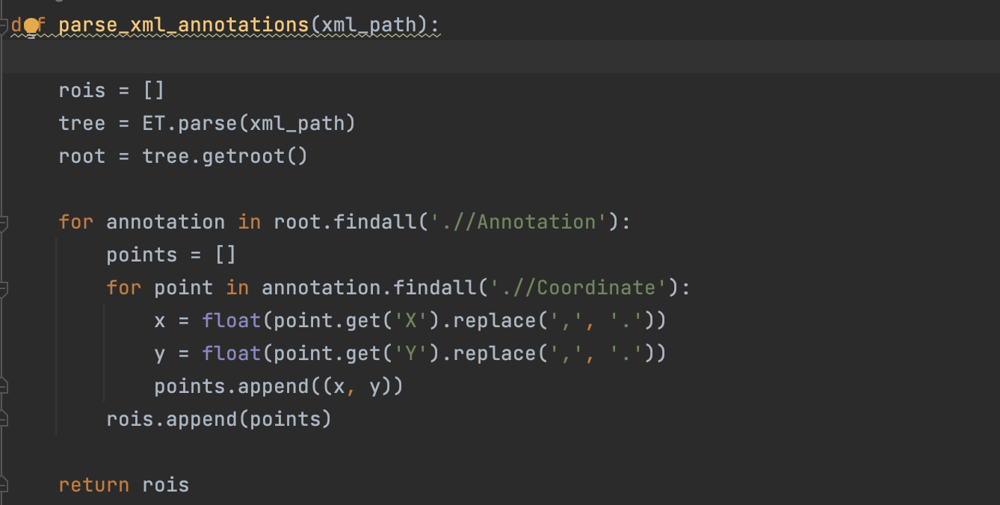 def parse_xml_annotations(xml_path):
    rois = []
    tree = ET.parse(xml_path)
    root = tree.getroot()
    for annotation in root.findall('.//Annotation'):
        points = []
        for point in annotation.findall('.//Coordinate'):
            x = float(point.get('X').replace(',', '.'))
            y = float(point.get('Y').replace(',', '.'))
            points.append((x, y))
        rois.append(points)
    return rois